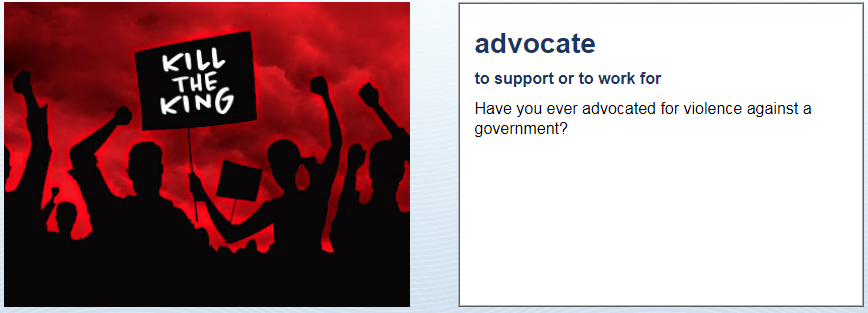 KILL
THE
KING
advocate
to support or to work for
Have you ever advocated for violence against a
government?